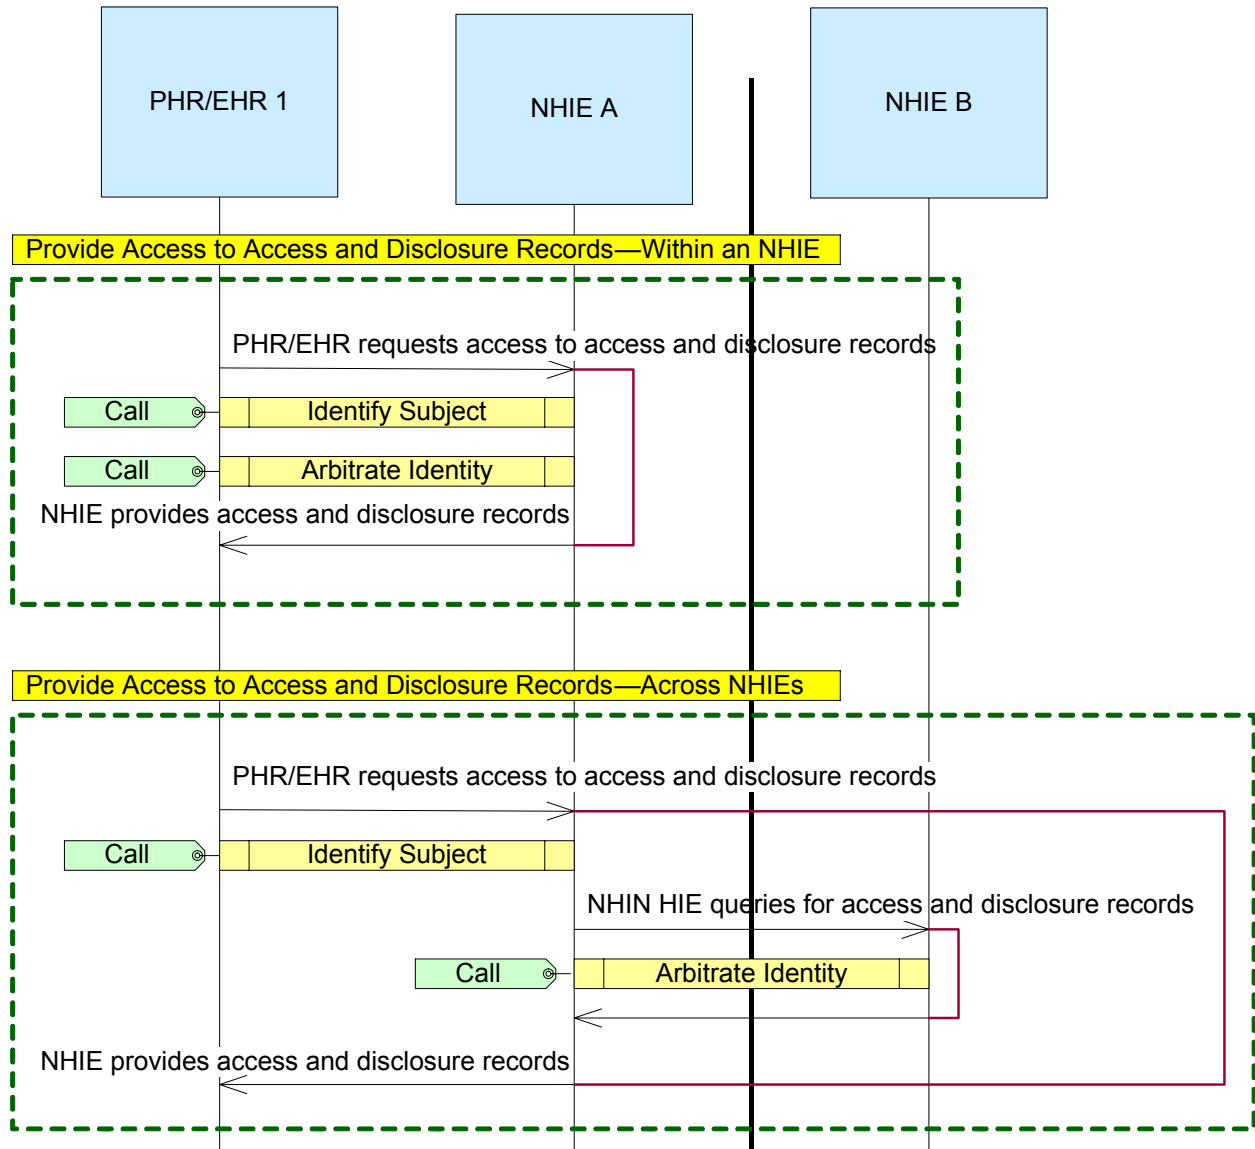 PHR/EHR 1
NHIE A
NHIE B
Provide Access to Access and Disclosure Records—Within an NHIE
PHR/EHR requests access to access and disclosure records
Call
Identify Subject
Call
Arbitrate Identity
NHIE provides access and disclosure records
Provide Access to Access and Disclosure Records—Across NHIEs
PHR/EHR requests access to access and disclosure records
Call
Identify Subject
NHIN HIE queries for access and disclosure records
Call
Arbitrate Identity
NHIE provides access and disclosure records